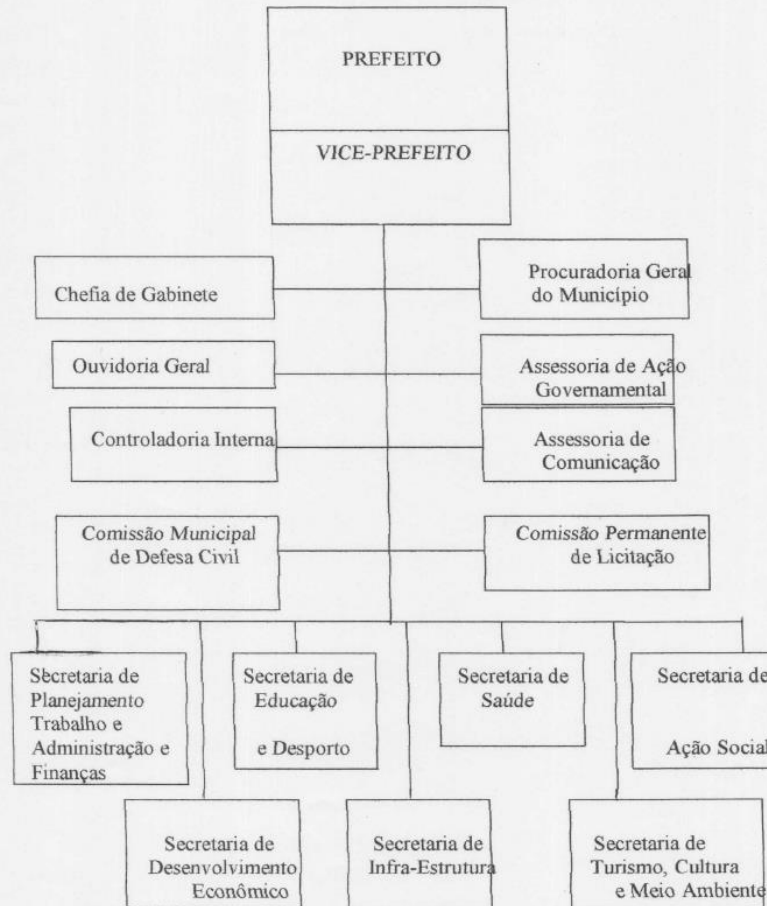 PREFEITO
VICE-PREFEITO
Chefia de Gabinete
Procuradoria Geral
do Município
Ouvidoria Geral
Assessoria de Ação
Governamental
Controladoria Interna
Assessoria de
Comunicação
Comissão Municipal
de Defesa Civil
Comissão Permanente
de Licitação
Secretaria de
Planejamento
Trabalho e
Administração e
Finanças
Secretaria de
Educação
e Desporto
Secretaria de
Saúde
Secretaria de
Ação Social
Secretaria de
Desenvolvimento
Econômico
Secretaria de
Infra-Estrutura
Secretaria de
Turismo, Cultura
e Meio Ambiente